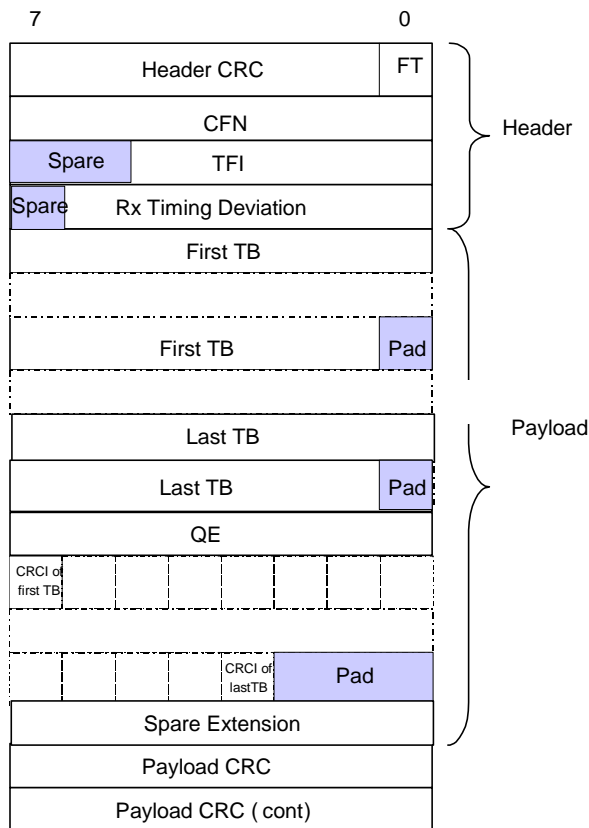 7 0
Header CRC FT
CFN
Spare TFI
Spare Rx Timing Deviation
Header
First TB
First TB Pad
Last TB
Last TB Pad
Payload
QE
CRCI of
first TB
CRCI of
lastTB
Pad
Spare Extension
Payload CRC
Payload CRC ( cont)